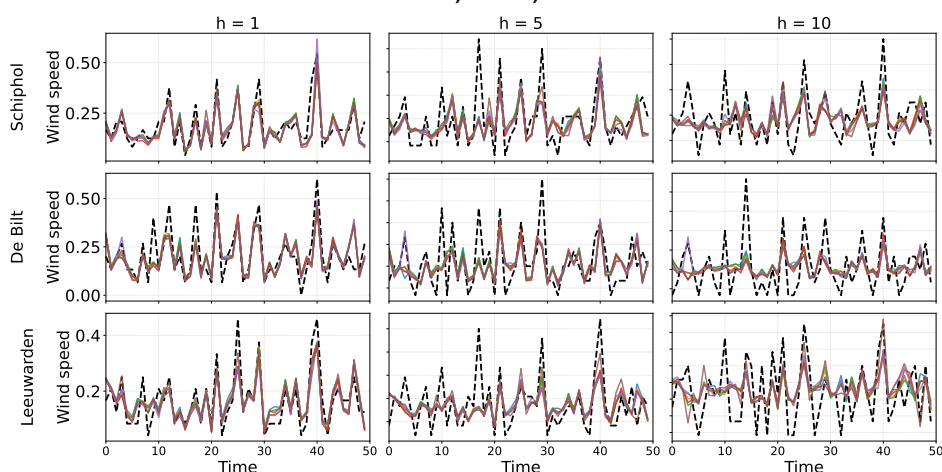 h = 1 h = 5 h = 10
Schiphol
Wind speed
0.50
0.25
De Bilt
Wind speed
0.50
0.25
0.00
Leeuwarden
Wind speed
0.4
0.2
0 10 20 30 40 50 0 10 20 30 40 50 0 10 20 30 40 50
Time Time Time